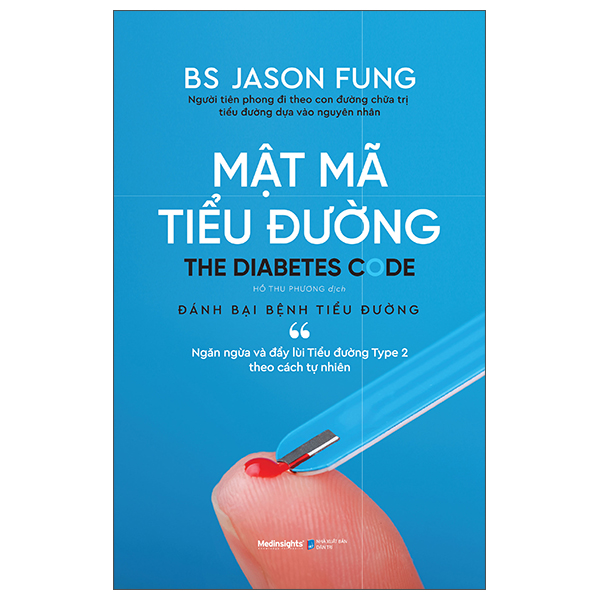 BS JASON FUNG
Người tiên phong đi theo con đường chữa trị
tiểu đường dựa vào nguyên nhân
MẬT MÃ
TIỂU ĐƯỜNG
THE DIABETES CODE
HỒ THU PHƯƠNG dịch
ĐÁNH BẠI BỆNH TIỂU ĐƯỜNG
“
Ngăn ngừa và đẩy lùi Tiểu đường Type 2
theo cách tự nhiên
Medinsights
NHÀ XUẤT BẢN
DÂN TRÍ